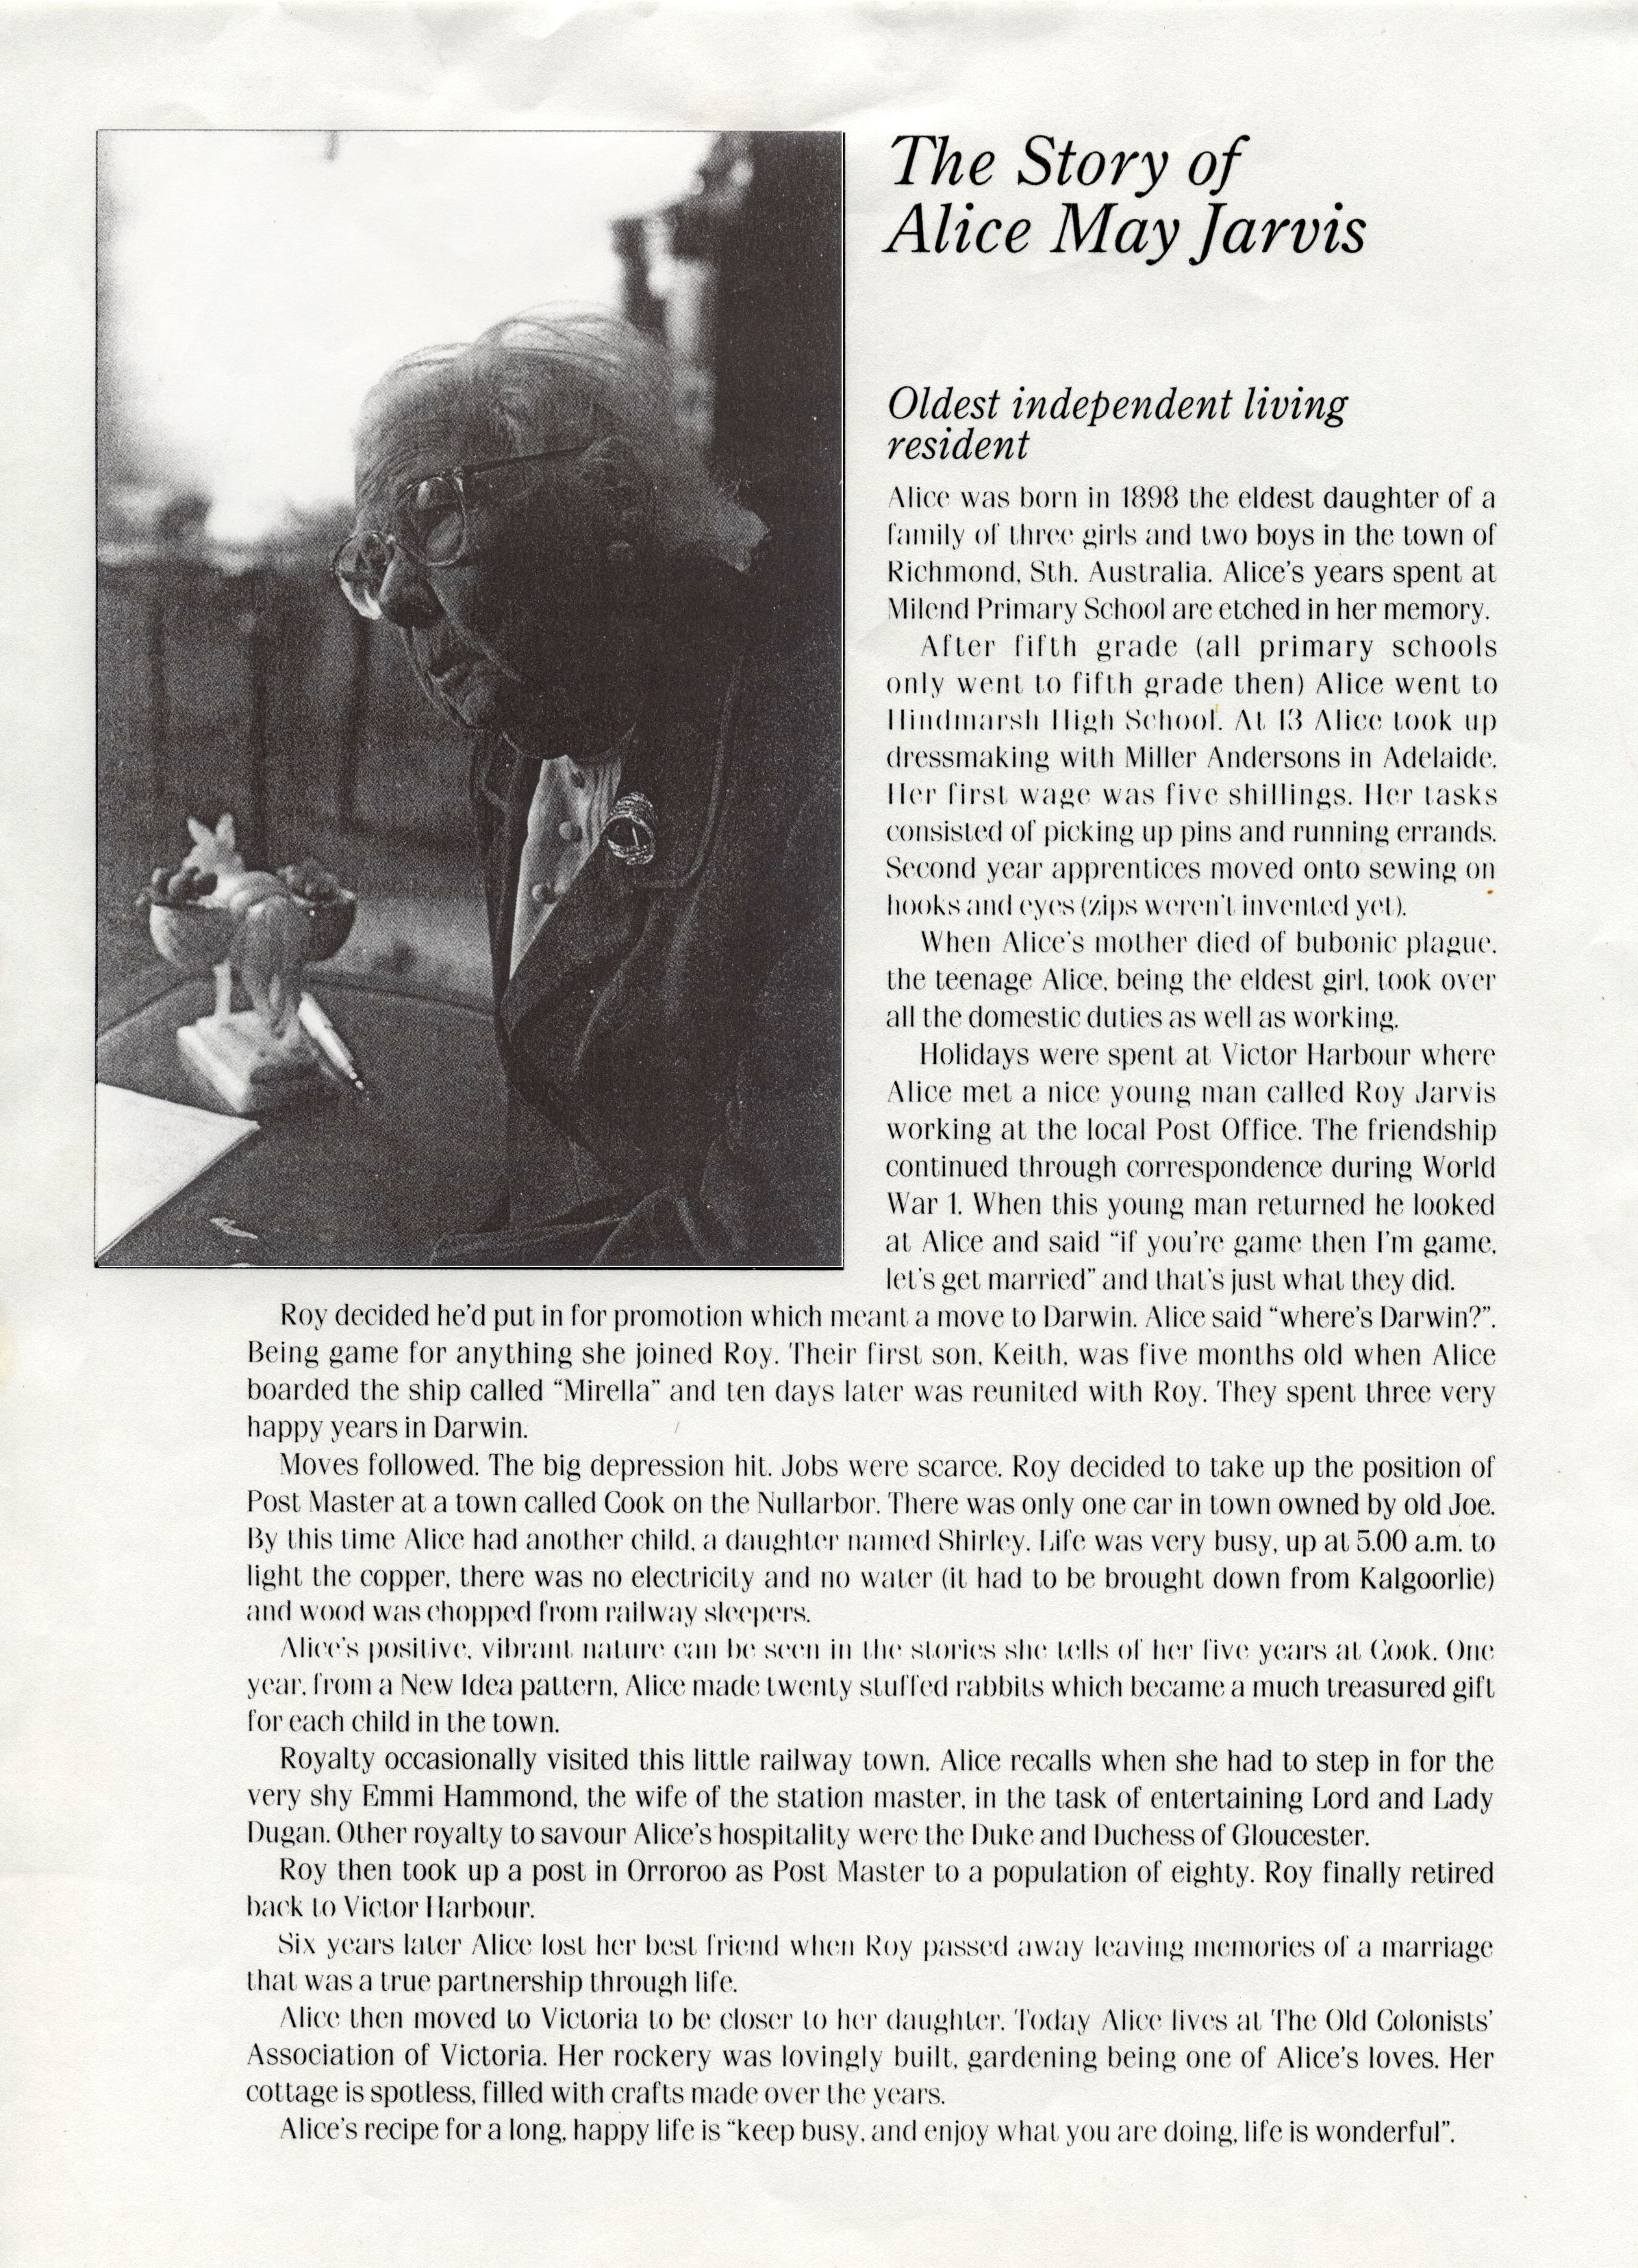 The Story of
Alice May Jarvis
Oldest independent living
resident
Alice was born in 1898 the eldest daughter of a
family of three girls and two boys in the town of
Richmond, Sth. Australia. Alice's years spent at
Milend Primary School are etched in her memory.
After fifth grade (all primary schools
only went to fifth grade then) Alice went to
Hindmarsh High School. At 13 Alice took up
dressmaking with Miller Andersons in Adelaide.
Her first wage was five shillings. Her tasks
consisted of picking up pins and running errands.
Second year apprentices moved onto sewing on
hooks and eyes (zips weren't invented yet).
When Alice's mother died of bubonic plague,
the teenage Alice, being the eldest girl, took over
all the domestic duties as well as working.
Holidays were spent at Victor Harbour where
Alice met a nice young man called Roy Jarvis
working at the local Post Office. The friendship
continued through correspondence during World
War 1. When this young man returned he looked
at Alice and said “if you're game then I'm game,
let's get married” and that's just what they did.
Roy decided he'd put in for promotion which meant a move to Darwin. Alice said “where's Darwin?”.
Being game for anything she joined Roy. Their first son, Keith, was five months old when Alice
boarded the ship called “Mirella” and ten days later was reunited with Roy. They spent three very
happy years in Darwin.
Moves followed. The big depression hit. Jobs were scarce. Roy decided to take up the position of
Post Master at a town called Cook on the Nullarbor. There was only one car in town owned by old Joe.
By this time Alice had another child, a daughter named Shirley. Life was very busy, up at 5.00 a.m. to
light the copper, there was no electricity and no water (it had to be brought down from Kalgoorlie)
and wood was chopped from railway sleepers.
Alice's positive, vibrant nature can be seen in the stories she tells of her five years at Cook. One
year, from a New Idea pattern, Alice made twenty stuffed rabbits which became a much treasured gift
for each child in the town.
Royalty occasionally visited this little railway town. Alice recalls when she had to step in for the
very shy Emmi Hammond, the wife of the station master, in the task of entertaining Lord and Lady
Dugan. Other royalty to savour Alice's hospitality were the Duke and Duchess of Gloucester.
Roy then took up a post in Orroroo as Post Master to a population of eighty. Roy finally retired
back to Victor Harbour.
Six years later Alice lost her best friend when Roy passed away leaving memories of a marriage
that was a true partnership through life.
Alice then moved to Victoria to be closer to her daughter. Today Alice lives at The Old Colonists'
Association of Victoria. Her rockery was lovingly built, gardening being one of Alice's loves. Her
cottage is spotless, filled with crafts made over the years.
Alice's recipe for a long, happy life is “keep busy, and enjoy what you are doing, life is wonderful”.